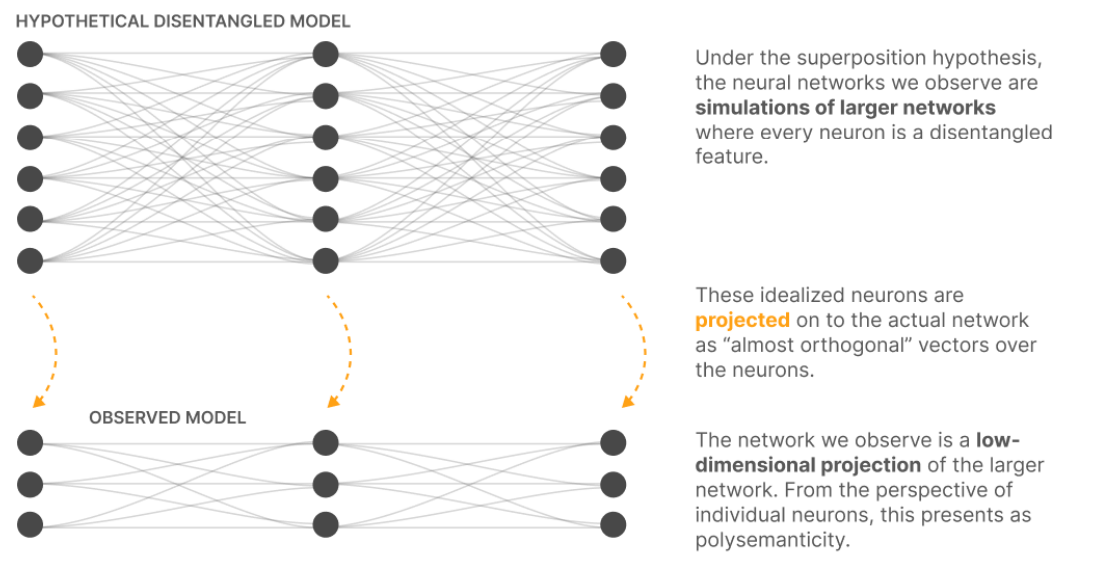 HYPOTHETICAL DISENTANGLED MODEL
Under the superposition hypothesis,
the neural networks we observe are
simulations of larger networks
where every neuron is a disentangled
feature.
These idealized neurons are
projected on to the actual network
as “almost orthogonal” vectors over
the neurons.
OBSERVED MODEL
The network we observe is a low-
dimensional projection of the larger
network. From the perspective of
individual neurons, this presents as
polysemanticity.